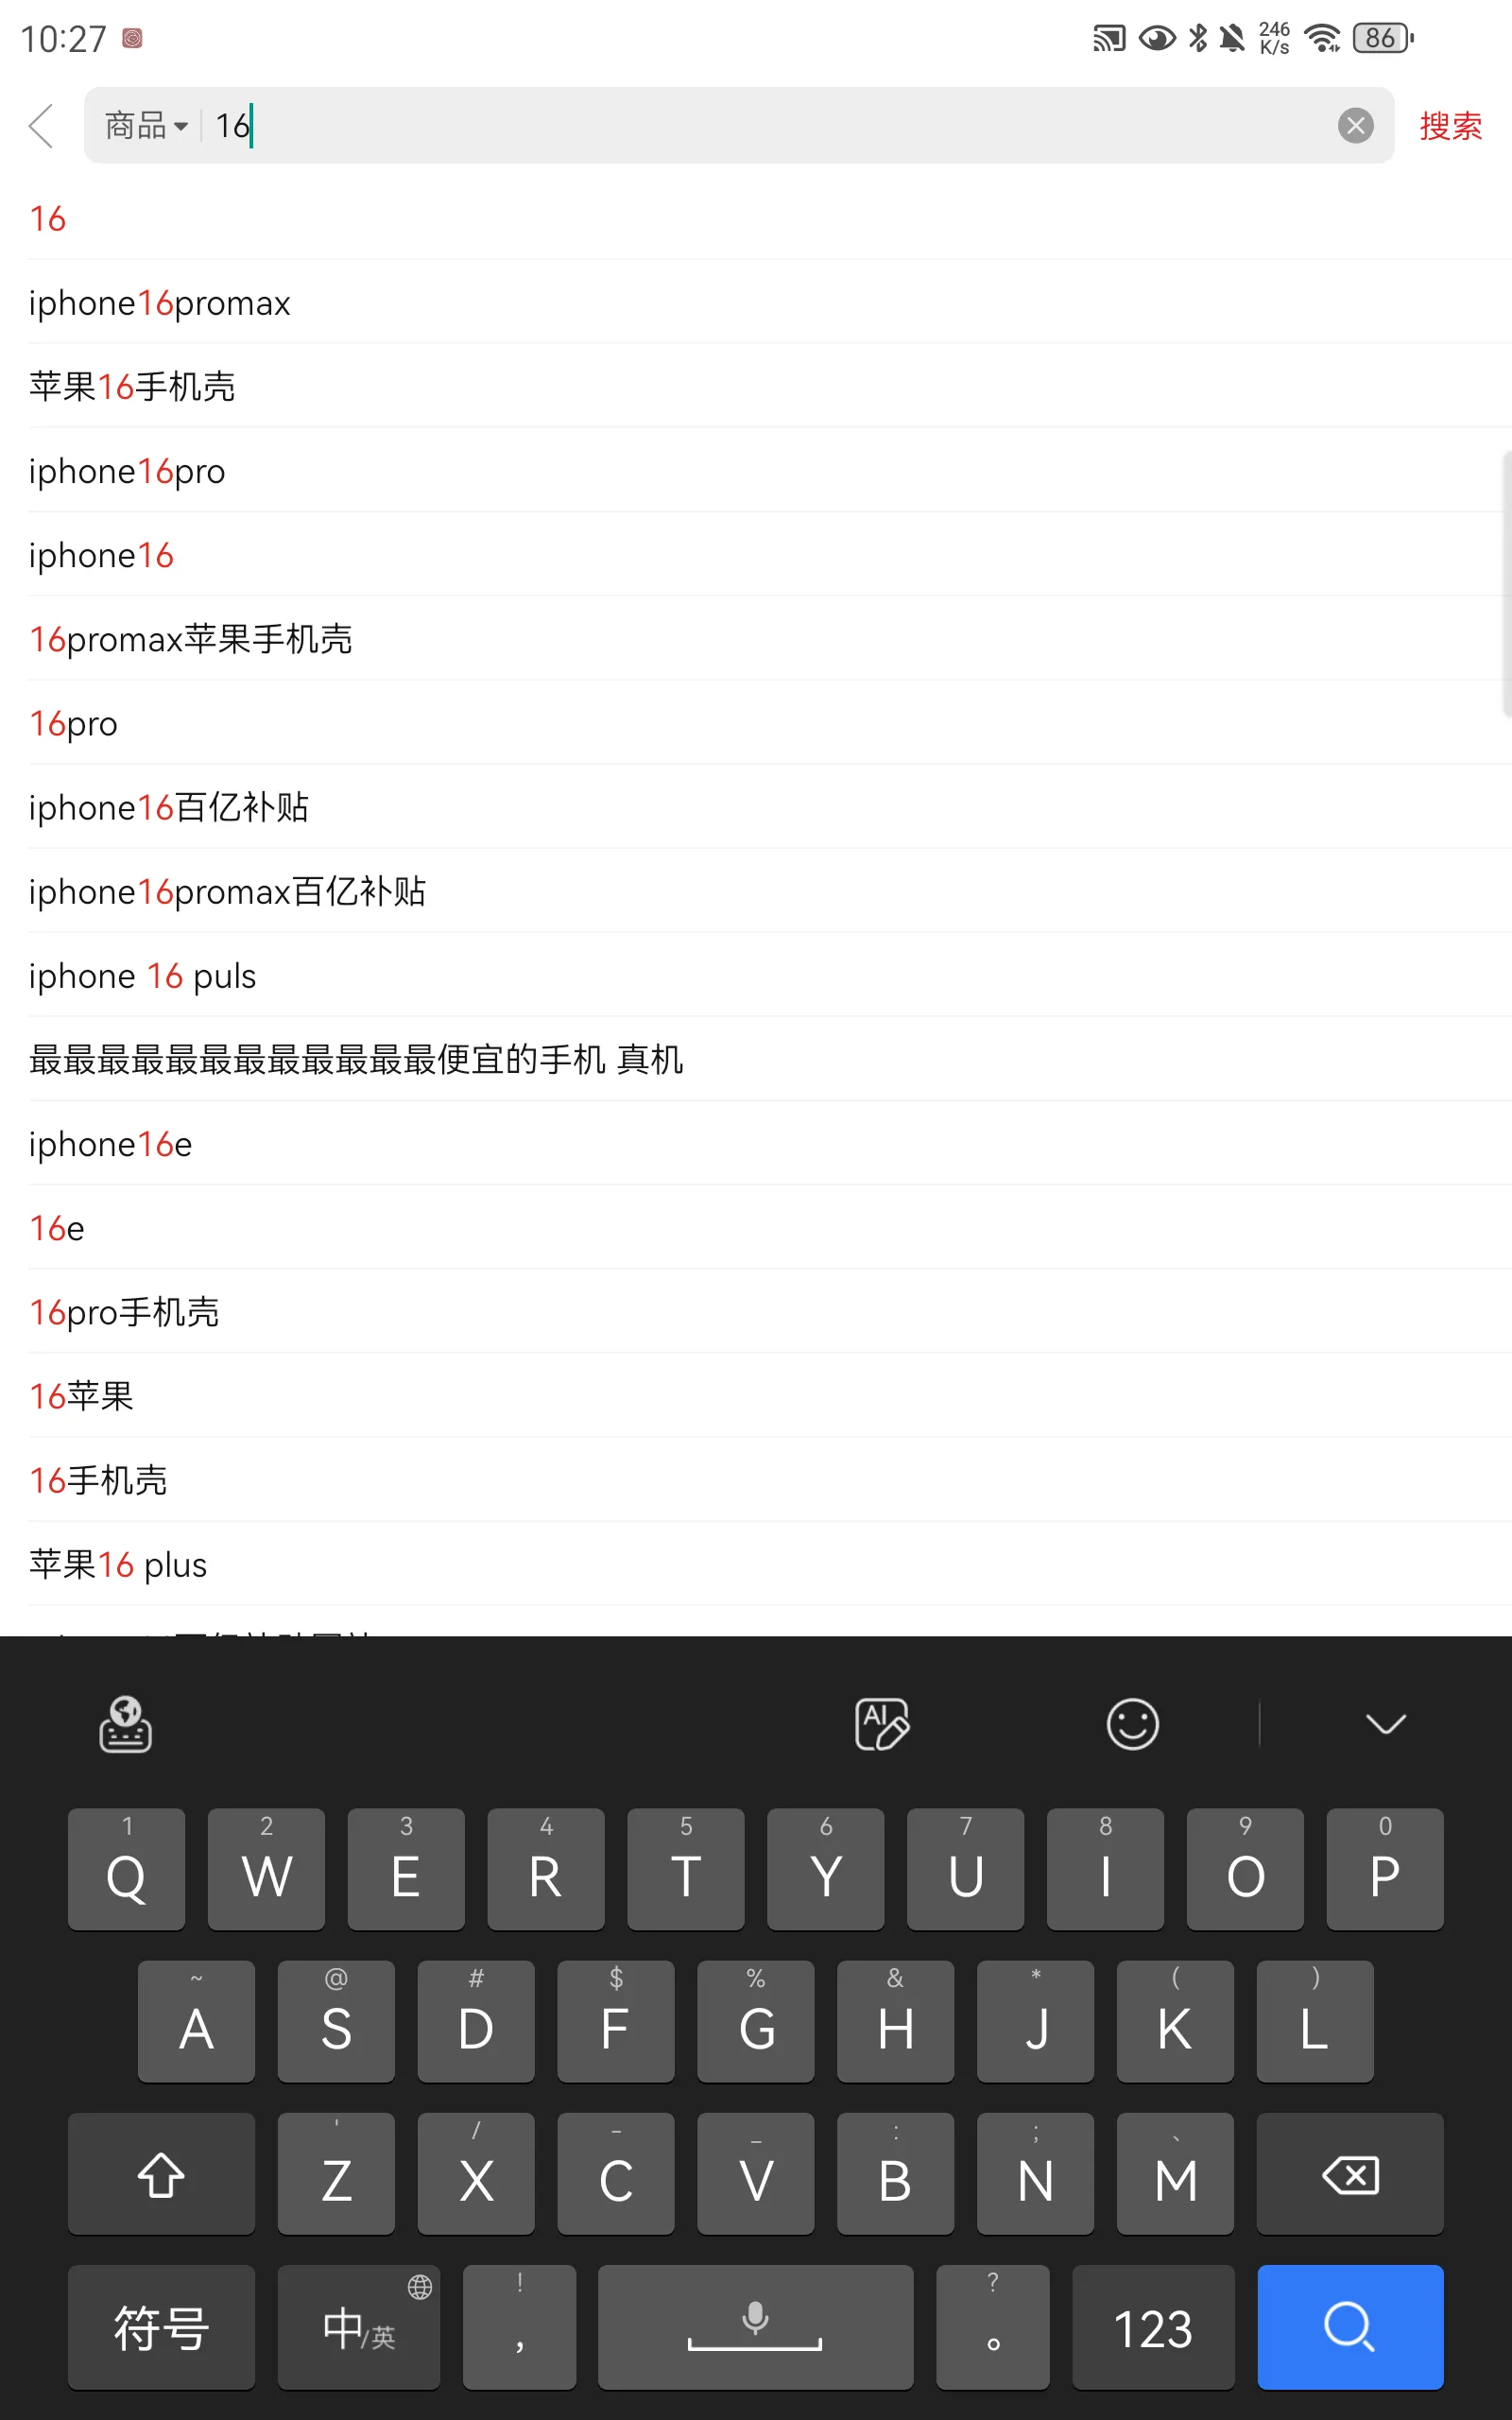 10:27 246 K/s 86
商品 16 搜索
16
iphone16promax
苹果16手机壳
iphone16pro
iphone16
16promax苹果手机壳
16pro
iphone16百亿补贴
iphone16promax百亿补贴
iphone 16 puls
最最最最最最最最最最最最便宜的手机 真机
iphone16e
16e
16pro手机壳
16苹果
16手机壳
苹果16 plus
AI
1 2 3 4 5 6 7 8 9 0
Q W E R T Y U I O P
~ @ # $ % & * ( )
A S D F G H J K L
' / - _ : ; 、
Z X C V B N M
! ?
符号 中/英 , 。 123